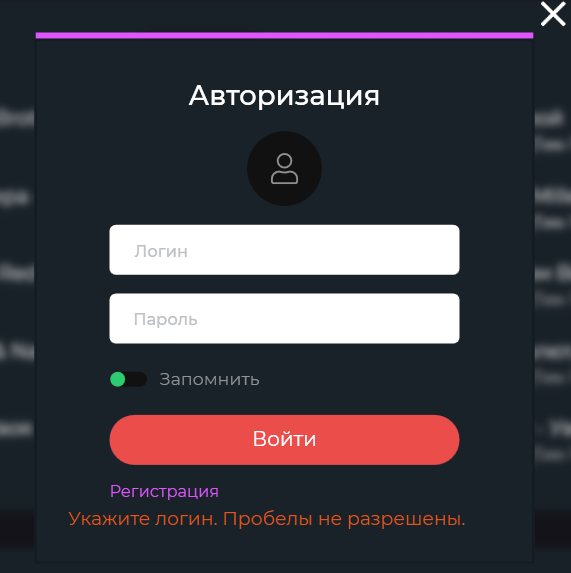 Авторизация
Логин
Пароль
Запомнить
Войти
Регистрация
Укажите логин. Пробелы не разрешены.